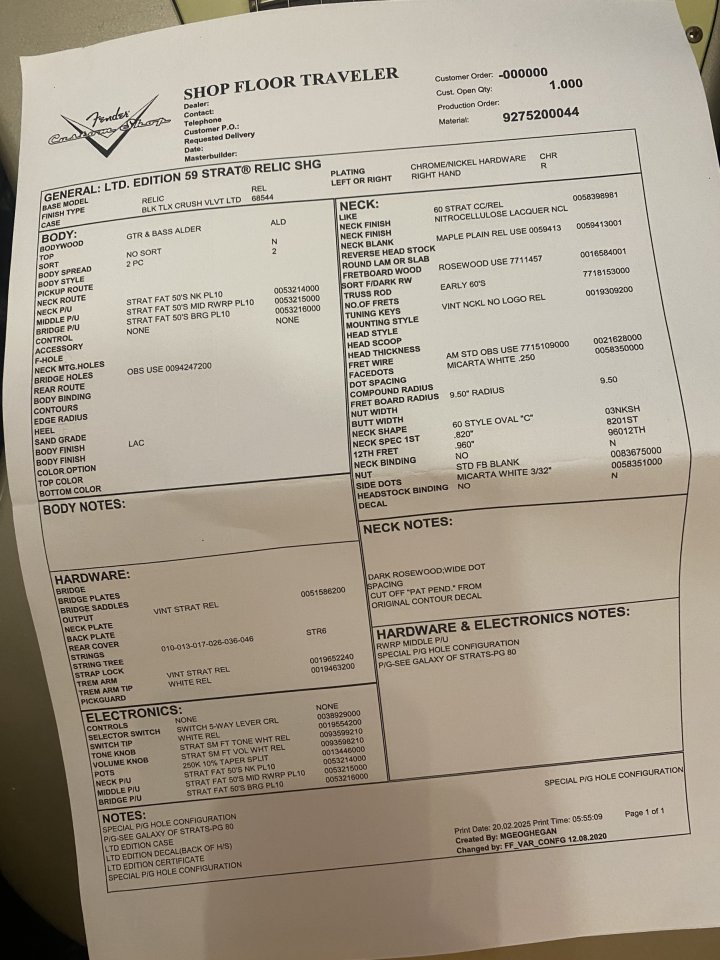 Fender
Custom Shop
SHOP FLOOR TRAVELER
Dealer:
Contact:
Telephone
Customer P.O.:
Requested Delivery
Date:
Masterbuilder:
Customer Order: -000000
Cust. Open Qty: 1.000
Production Order:
Material: 9275200044
GENERAL: LTD. EDITION 59 STRAT® RELIC SHG
BASE MODEL RELIC REL
FINISH TYPE BLK TLX CRUSH VLVT LTD 68544
CASE
PLATING CHROME/NICKEL HARDWARE CHR
LEFT OR RIGHT RIGHT HAND R
BODY:
BODYWOOD GTR & BASS ALDER ALD
TOP
SORT NO SORT N
BODY SPREAD 2 PC 2
BODY STYLE
PICKUP ROUTE
NECK ROUTE
NECK P/U STRAT FAT 50'S NK PL10 0053214000
MIDDLE P/U STRAT FAT 50'S MID RWRP PL10 0053215000
BRIDGE P/U STRAT FAT 50'S BRG PL10 0053216000
CONTROL NONE NONE
ACCESSORY
F-HOLE
NECK MTG.HOLES
BRIDGE HOLES OBS USE 0094247200
REAR ROUTE
BODY BINDING
CONTOURS
EDGE RADIUS
HEEL
SAND GRADE
BODY FINISH LAC
BODY FINISH
COLOR OPTION
TOP COLOR
BOTTOM COLOR
BODY NOTES:
NECK:
LIKE 60 STRAT CC/REL 0058398981
NECK FINISH NITROCELLULOSE LACQUER NCL
NECK FINISH
NECK BLANK MAPLE PLAIN REL USE 0059413 0059413001
REVERSE HEAD STOCK
ROUND LAM OR SLAB
FRETBOARD WOOD ROSEWOOD USE 7711457 0016584001
SORT F/DARK RW
TRUSS ROD EARLY 60'S 7718153000
NO.OF FRETS
TUNING KEYS VINT NCKL NO LOGO REL 0019309200
MOUNTING STYLE
HEAD STYLE
HEAD SCOOP
HEAD THICKNESS
FRET WIRE AM STD OBS USE 7715109000 0021628000
FACEDOTS MICARTA WHITE .250 0058350000
DOT SPACING
COMPOUND RADIUS
FRET BOARD RADIUS 9.50" RADIUS 9.50
NUT WIDTH
BUTT WIDTH
NECK SHAPE 60 STYLE OVAL "C" 03NKSH
NECK SPEC 1ST .820" 8201ST
12TH FRET .960" 96012TH
NECK BINDING NO N
NUT STD FB BLANK 0083675000
SIDE DOTS MICARTA WHITE 3/32" 0058351000
HEADSTOCK BINDING NO N
DECAL
NECK NOTES:
DARK ROSEWOOD;WIDE DOT
SPACING
CUT OFF "PAT PEND." FROM
ORIGINAL CONTOUR DECAL
HARDWARE:
BRIDGE
BRIDGE PLATES
BRIDGE SADDLES VINT STRAT REL 0051586200
OUTPUT
NECK PLATE
BACK PLATE
REAR COVER
STRINGS 010-013-017-026-036-046 STR6
STRING TREE
STRAP LOCK
TREM ARM VINT STRAT REL 0019652240
TREM ARM TIP WHITE REL 0019463200
PICKGUARD
HARDWARE & ELECTRONICS NOTES:
RWRP MIDDLE P/U
SPECIAL P/G HOLE CONFIGURATION
P/G-SEE GALAXY OF STRATS-PG 80
ELECTRONICS:
CONTROLS NONE NONE
SELECTOR SWITCH SWITCH 5-WAY LEVER CRL 0038929000
SWITCH TIP WHITE REL 0019554200
TONE KNOB STRAT SM FT TONE WHT REL 0093599210
VOLUME KNOB STRAT SM FT VOL WHT REL 0093598210
POTS 250K 10% TAPER SPLIT 0013446000
NECK P/U STRAT FAT 50'S NK PL10 0053214000
MIDDLE P/U STRAT FAT 50'S MID RWRP PL10 0053215000
BRIDGE P/U STRAT FAT 50'S BRG PL10 0053216000
NOTES:
SPECIAL P/G HOLE CONFIGURATION
P/G-SEE GALAXY OF STRATS-PG 80
LTD EDITION CASE
LTD EDITION DECAL(BACK OF H/S)
LTD EDITION CERTIFICATE
SPECIAL P/G HOLE CONFIGURATION
SPECIAL P/G HOLE CONFIGURATION
Print Date: 20.02.2025 Print Time: 05:55:09 Page 1 of 1
Created By: MGEOGHEGAN
Changed by: FF_VAR_CONFG 12.08.2020